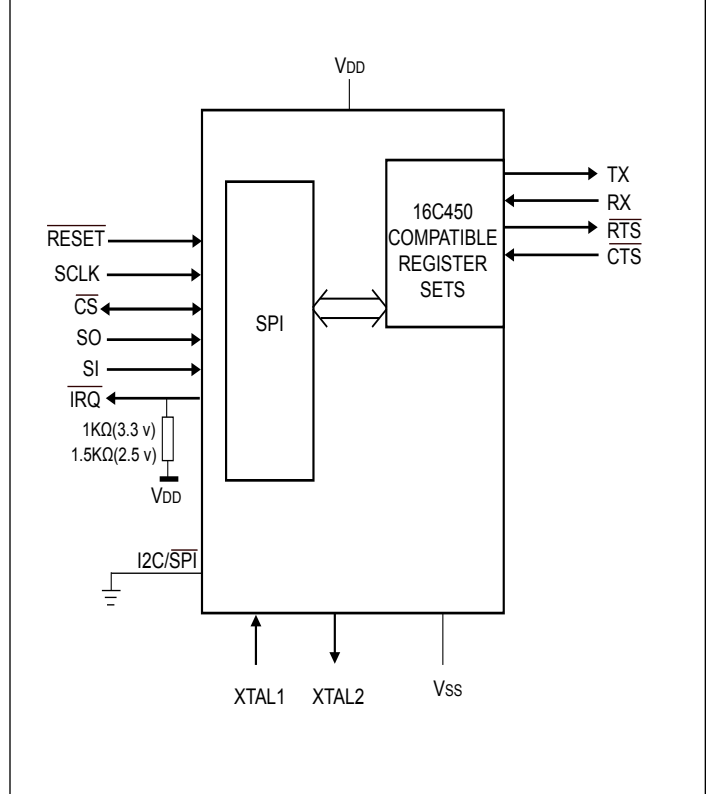 VDD
16C450
COMPATIBLE
REGISTER
SETS
TX
RX
RTS
CTS
RESET
SCLK
CS
SO
SI
IRQ
SPI
1KΩ(3.3 v)
1.5KΩ(2.5 v)
VDD
I2C/SPI
XTAL1
XTAL2
VSS